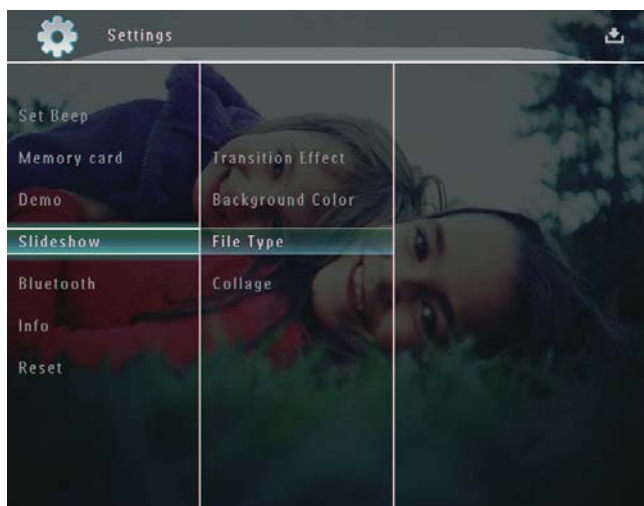 Settings
Set Beep
Memory card
Demo
Slideshow
Bluetooth
Info
Reset
Transition Effect
Background Color
File Type
Collage